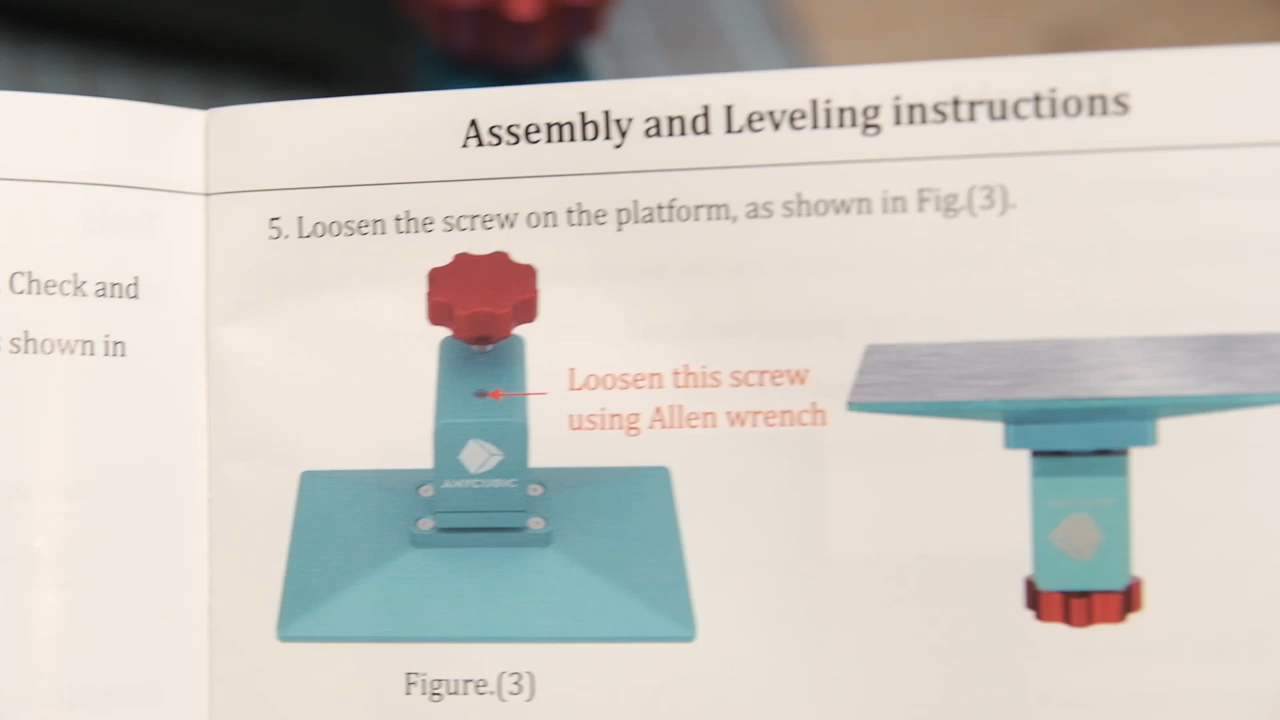 Check and
shown in
Assembly and Leveling instructions
5. Loosen the screw on the platform, as shown in Fig.(3).
Loosen this screw
using Allen wrench
ANYCUBIC
Figure.(3)